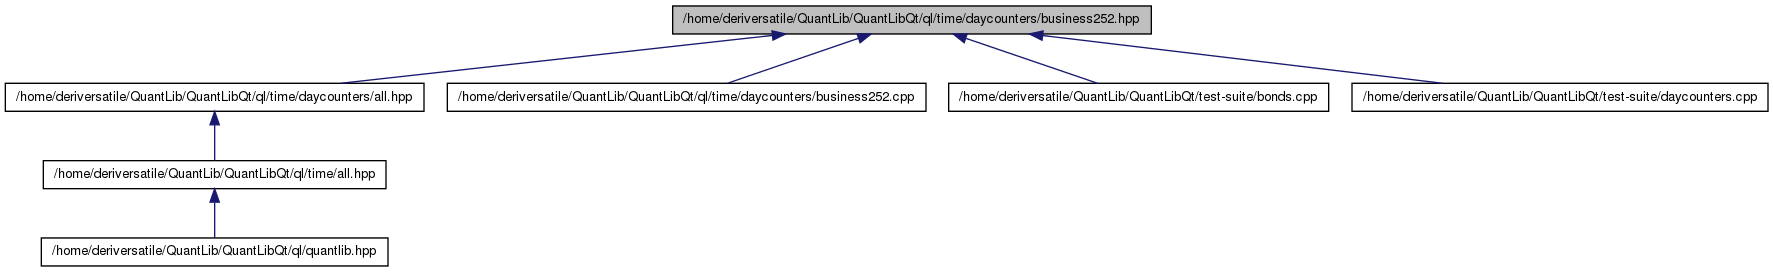 /home/deriversatile/QuantLib/QuantLibQt/ql/time/daycounters/business252.hpp
/home/deriversatile/QuantLib/QuantLibQt/ql/time/daycounters/all.hpp
/home/deriversatile/QuantLib/QuantLibQt/ql/time/daycounters/business252.cpp
/home/deriversatile/QuantLib/QuantLibQt/test-suite/bonds.cpp
/home/deriversatile/QuantLib/QuantLibQt/test-suite/daycounters.cpp
/home/deriversatile/QuantLib/QuantLibQt/ql/time/all.hpp
/home/deriversatile/QuantLib/QuantLibQt/ql/quantlib.hpp